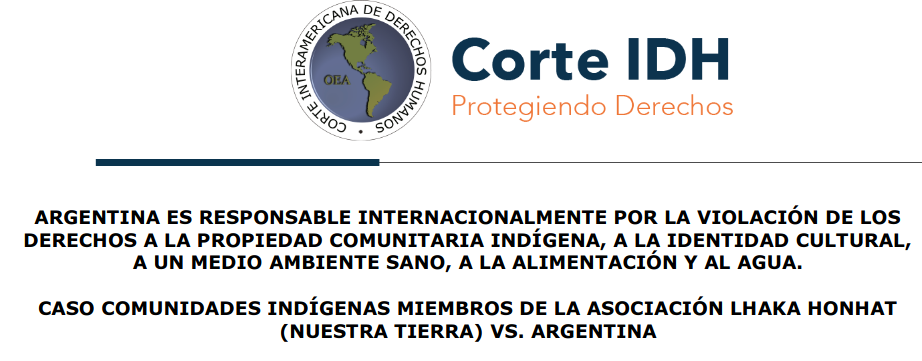 CORTE INTERAMERICANA DE DERECHOS HUMANOS
OEA
Corte IDH
Protegiendo Derechos
ARGENTINA ES RESPONSABLE INTERNACIONALMENTE POR LA VIOLACIÓN DE LOS
DERECHOS A LA PROPIEDAD COMUNITARIA INDÍGENA, A LA IDENTIDAD CULTURAL,
A UN MEDIO AMBIENTE SANO, A LA ALIMENTACIÓN Y AL AGUA.
CASO COMUNIDADES INDÍGENAS MIEMBROS DE LA ASOCIACIÓN LHAKA HONHAT
(NUESTRA TIERRA) VS. ARGENTINA